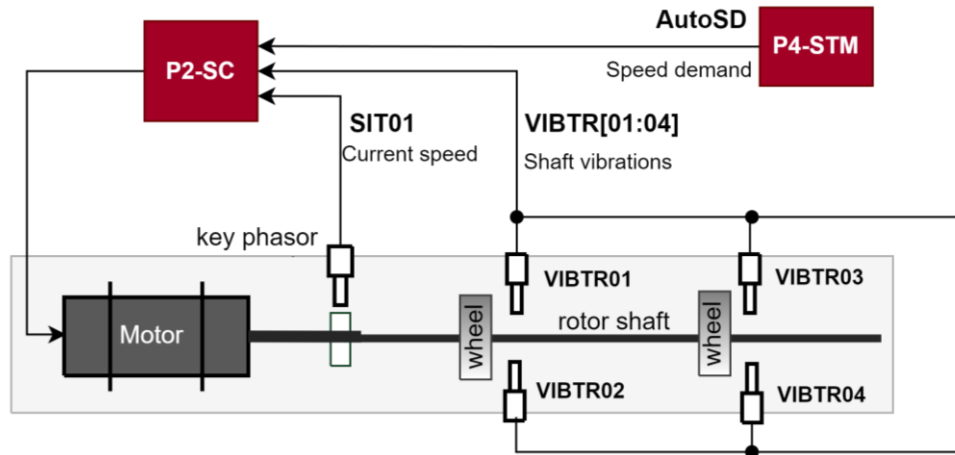 AutoSD
P4-STM
P2-SC
Speed demand
SIT01
VIBTR[01:04]
Current speed
Shaft vibrations
key phasor
VIBTR01
VIBTR03
Motor
wheel
rotor shaft
wheel
VIBTR02
VIBTR04